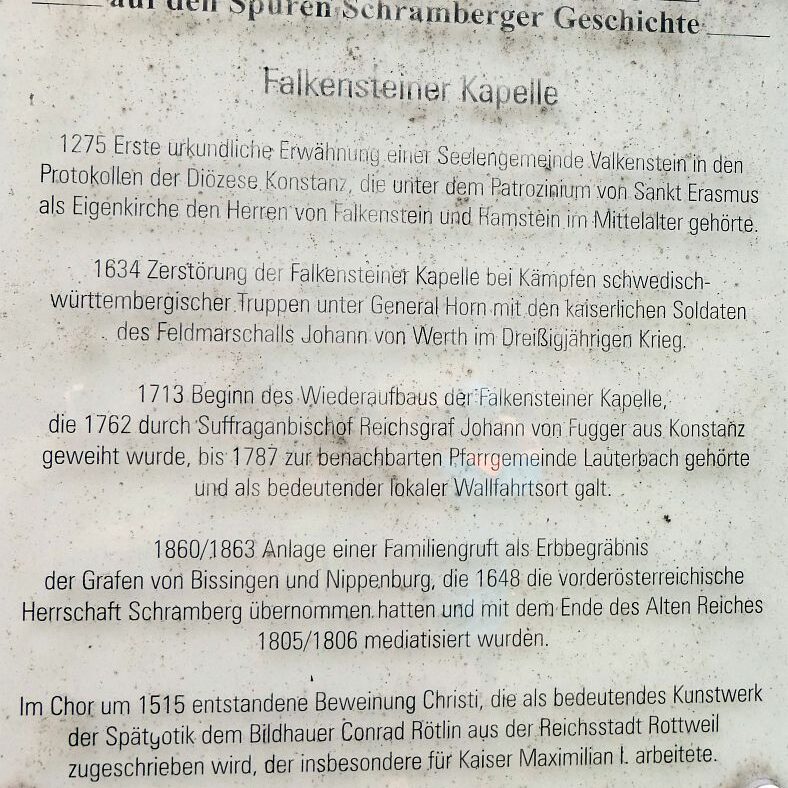 auf den Spuren Schramberger Geschichte
Falkensteiner Kapelle
1275 Erste urkundliche Erwähnung einer Seelengemeinde Valkenstein in den
Protokollen der Diözese Konstanz, die unter dem Patrozinium von Sankt Erasmus
als Eigenkirche den Herren von Falkenstein und Ramstein im Mittelalter gehörte.
1634 Zerstörung der Falkensteiner Kapelle bei Kämpfen schwedisch-
württembergischer Truppen unter General Horn mit den kaiserlichen Soldaten
des Feldmarschalls Johann von Werth im Dreißigjährigen Krieg.
1713 Beginn des Wiederaufbaus der Falkensteiner Kapelle,
die 1762 durch Suffraganbischof Reichsgraf Johann von Fugger aus Konstanz
geweiht wurde, bis 1787 zur benachbarten Pfarrgemeinde Lauterbach gehörte
und als bedeutender lokaler Wallfahrtsort galt.
1860/1863 Anlage einer Familiengruft als Erbbegräbnis
der Grafen von Bissingen und Nippenburg, die 1648 die vorderösterreichische
Herrschaft Schramberg übernommen hatten und mit dem Ende des Alten Reiches
1805/1806 mediatisiert wurden.
Im Chor um 1515 entstandene Beweinung Christi, die als bedeutendes Kunstwerk
der Spätgotik dem Bildhauer Conrad Rötlin aus der Reichsstadt Rottweil
zugeschrieben wird, der insbesondere für Kaiser Maximilian I. arbeitete.